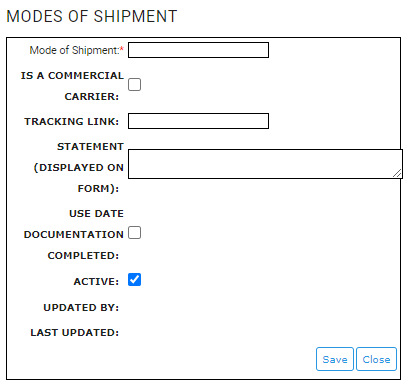 MODES OF SHIPMENT
Mode of Shipment:*
IS A COMMERCIAL
CARRIER:
TRACKING LINK:
STATEMENT
(DISPLAYED ON
FORM):
USE DATE
DOCUMENTATION
COMPLETED:
ACTIVE:
UPDATED BY:
LAST UPDATED:
Save Close